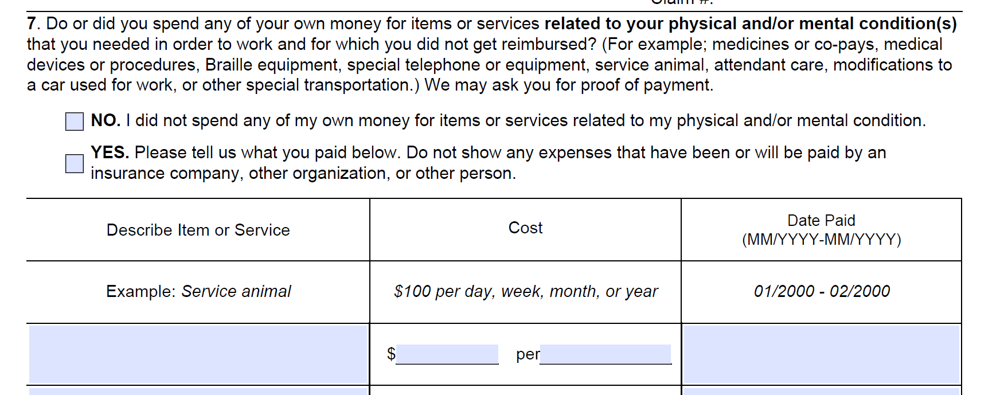 Claim #:
7. Do or did you spend any of your own money for items or services related to your physical and/or mental condition(s)
that you needed in order to work and for which you did not get reimbursed? (For example; medicines or co-pays, medical
devices or procedures, Braille equipment, special telephone or equipment, service animal, attendant care, modifications to
a car used for work, or other special transportation.) We may ask you for proof of payment.
NO. I did not spend any of my own money for items or services related to my physical and/or mental condition.
YES. Please tell us what you paid below. Do not show any expenses that have been or will be paid by an
insurance company, other organization, or other person.
Describe Item or Service
Cost
Date Paid
(MM/YYYY-MM/YYYY)
Example: Service animal
$100 per day, week, month, or year
01/2000 - 02/2000
$ per